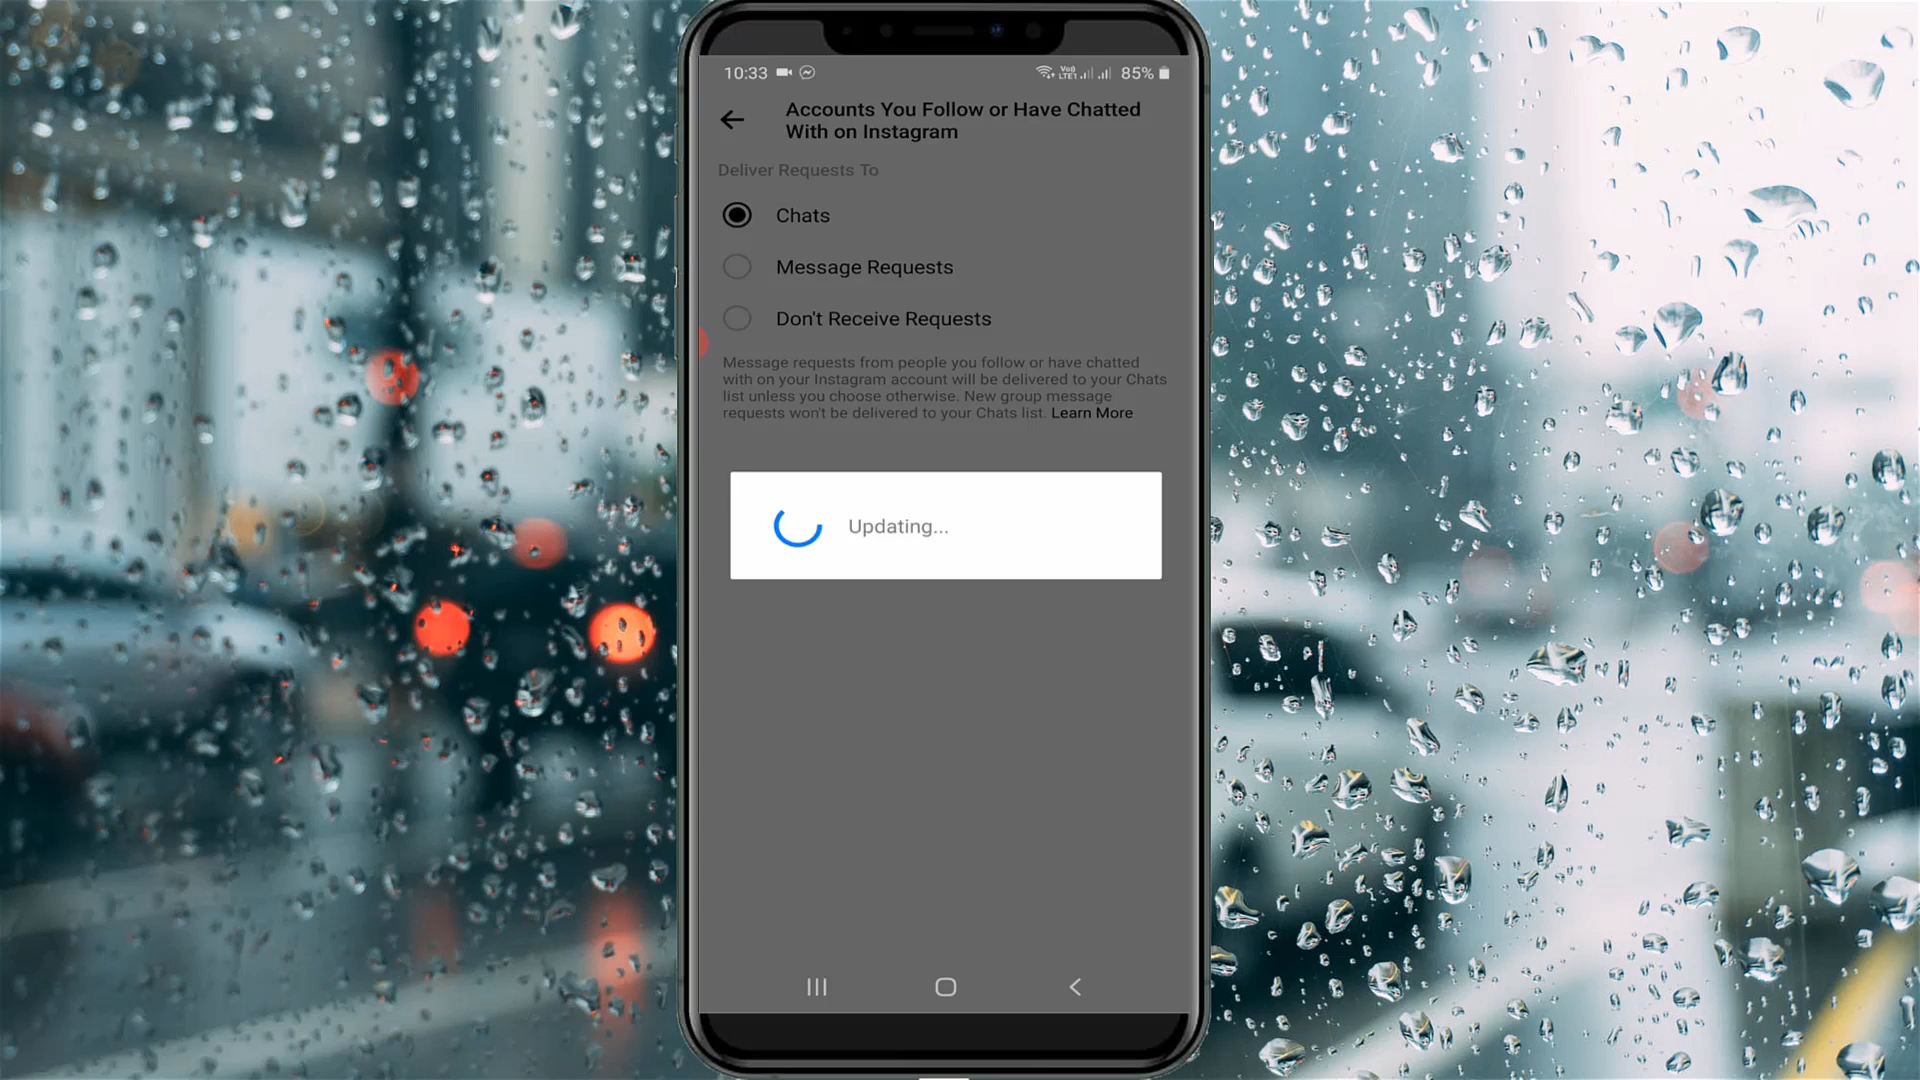 10:33 85%
Accounts You Follow or Have Chatted
With on Instagram
Deliver Requests To
Chats
Message Requests
Don't Receive Requests
Message requests from people you follow or have chatted
with on your Instagram account will be delivered to your Chats
list unless you choose otherwise. New group message
requests won't be delivered to your Chats list. Learn More
Updating...